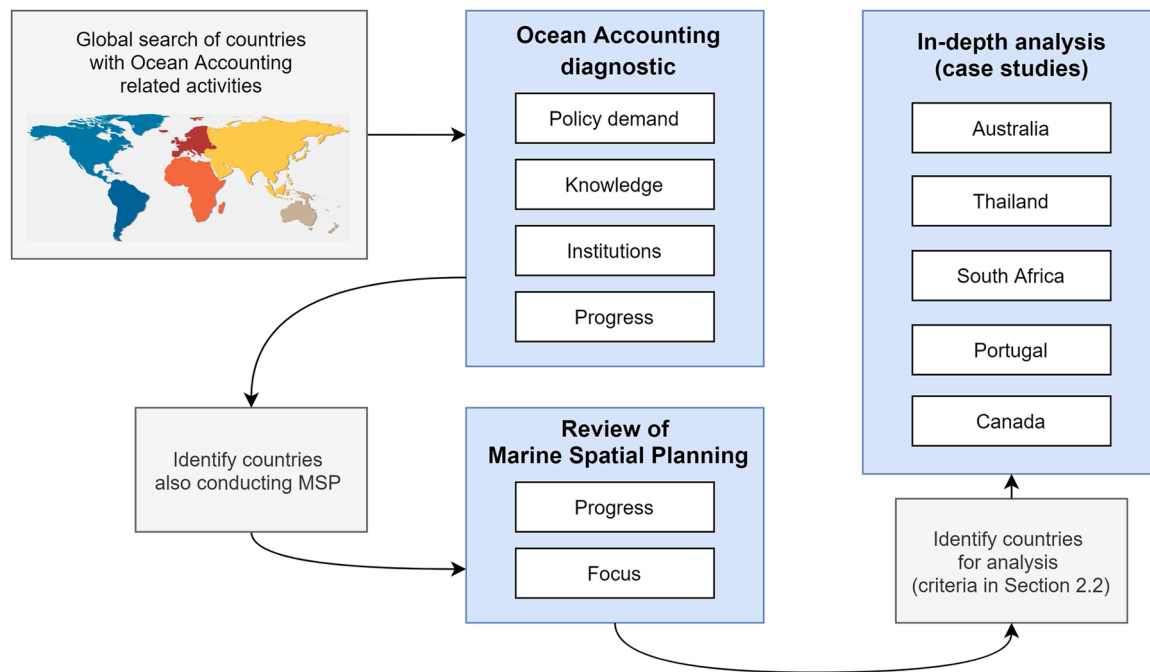 Global search of countries
with Ocean Accounting
related activities
Ocean Accounting
diagnostic
Policy demand
Knowledge
Institutions
Progress
Identify countries
also conducting MSP
Review of
Marine Spatial Planning
Progress
Focus
Identify countries
for analysis
(criteria in Section 2.2)
In-depth analysis
(case studies)
Australia
Thailand
South Africa
Portugal
Canada